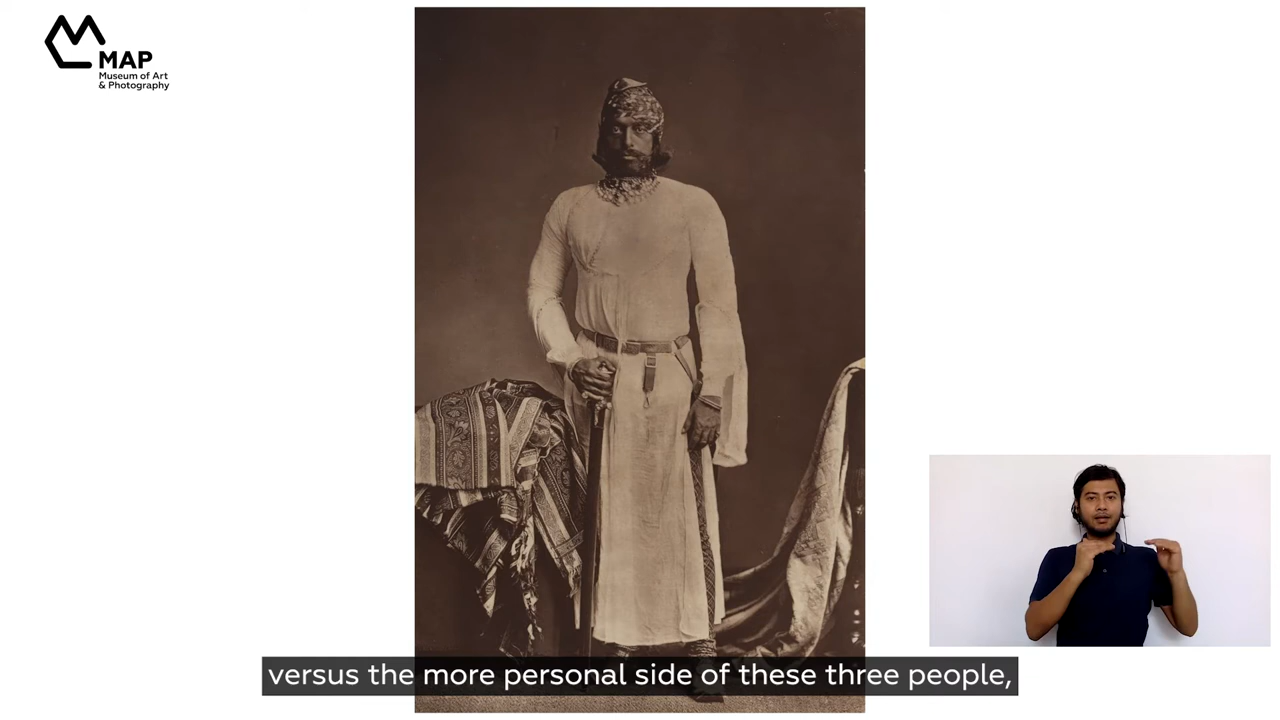 MAP
Museum of Art
& Photography
versus the more personal side of these three people,